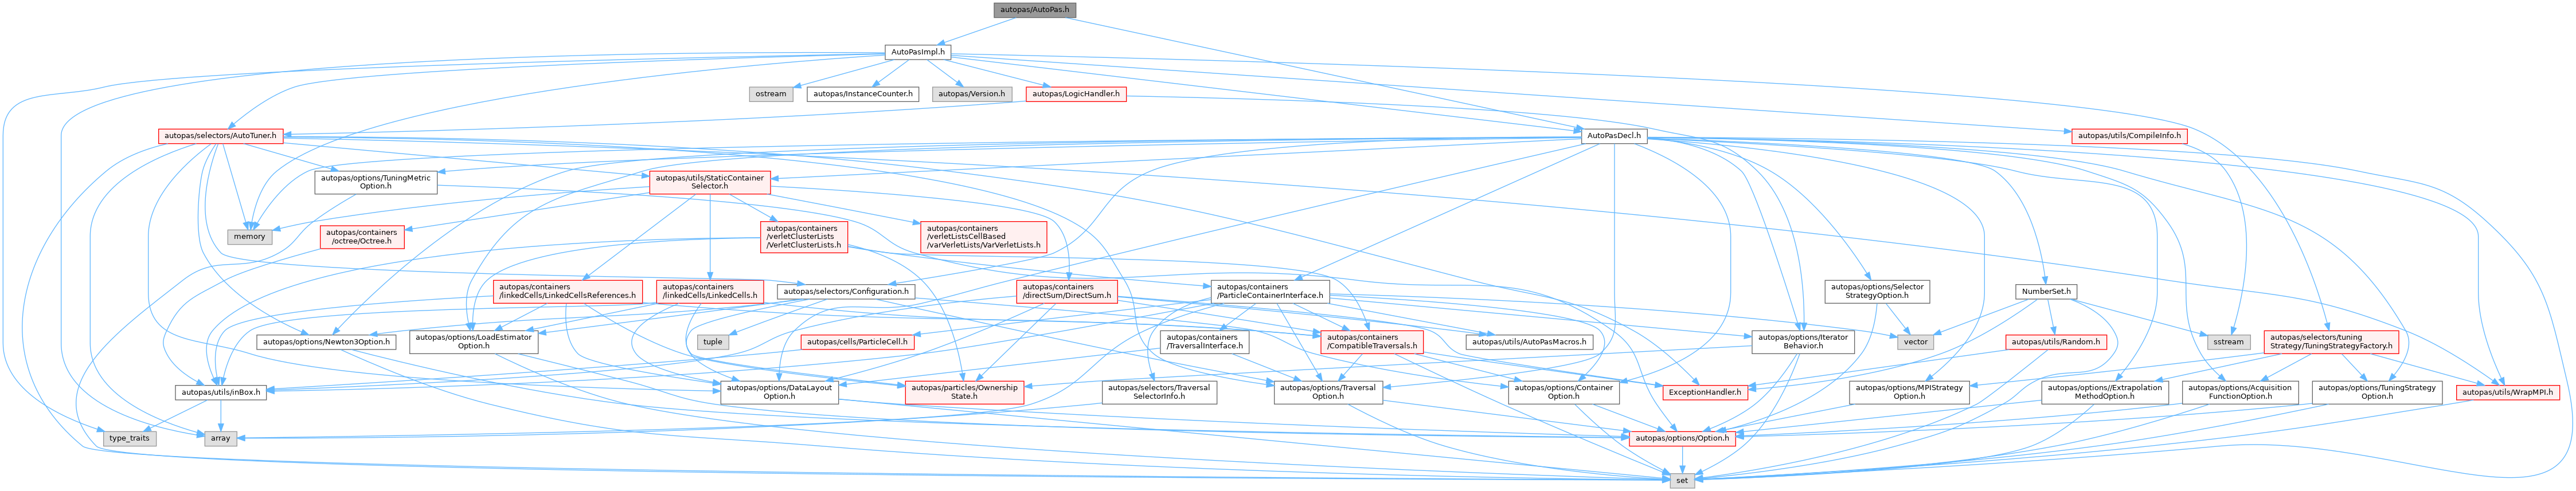 autopas/AutoPas.h
AutoPasImpl.h
ostream
autopas/InstanceCounter.h
autopas/Version.h
autopas/LogicHandler.h
autopas/selectors/AutoTuner.h
AutoPasDecl.h
autopas/utils/CompileInfo.h
autopas/options/TuningMetric
Option.h
autopas/utils/StaticContainer
Selector.h
memory
autopas/containers
/octree/Octree.h
autopas/containers
/verletClusterLists
/VerletClusterLists.h
autopas/containers
/verletListsCellBased
/varVerletLists/VarVerletLists.h
autopas/containers
/linkedCells/LinkedCellsReferences.h
autopas/containers
/linkedCells/LinkedCells.h
autopas/selectors/Configuration.h
autopas/containers
/directSum/DirectSum.h
autopas/containers
/ParticleContainerInterface.h
autopas/options/Selector
StrategyOption.h
NumberSet.h
autopas/options/Newton3Option.h
autopas/options/LoadEstimator
Option.h
tuple
autopas/cells/ParticleCell.h
autopas/containers
/TraversalInterface.h
autopas/containers
/CompatibleTraversals.h
autopas/utils/AutoPasMacros.h
autopas/options/Iterator
Behavior.h
vector
autopas/utils/Random.h
sstream
autopas/selectors/tuning
Strategy/TuningStrategyFactory.h
autopas/utils/inBox.h
autopas/options/DataLayout
Option.h
autopas/particles/Ownership
State.h
autopas/selectors/Traversal
SelectorInfo.h
autopas/options/Traversal
Option.h
autopas/options/Container
Option.h
ExceptionHandler.h
autopas/options/MPIStrategy
Option.h
autopas/options//Extrapolation
MethodOption.h
autopas/options/Acquisition
FunctionOption.h
autopas/options/TuningStrategy
Option.h
autopas/utils/WrapMPI.h
type_traits
array
autopas/options/Option.h
set